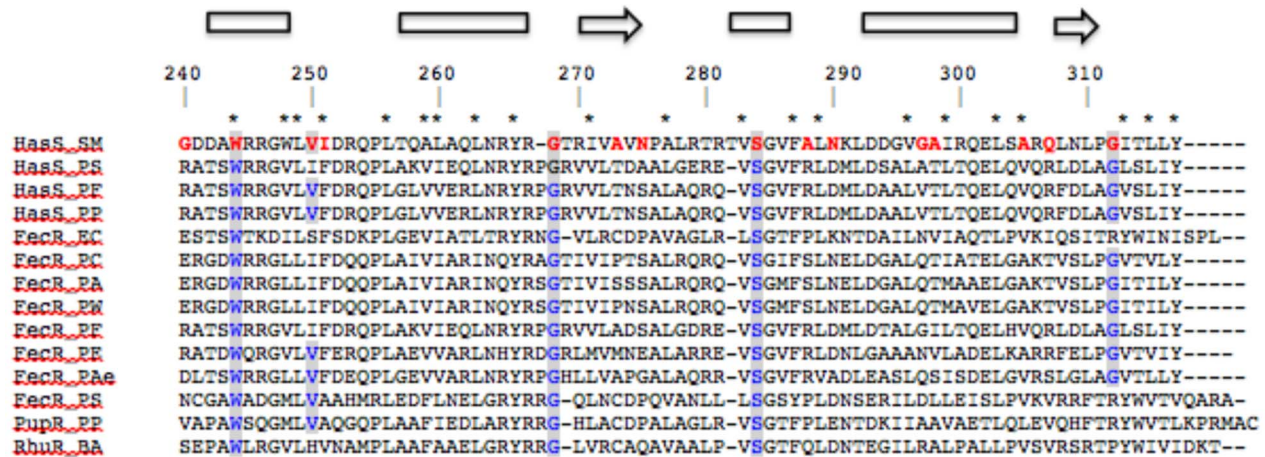 240 250 260 270 280 290 300 310
* ** * * ** * * * * * * * * * * * * * *
HasS_SM GDDAWRRGWLVIDRQPLTQALAQLNRYR-GTRIVAVNPALRTRTVSGVFALNKLDDGVGAIRQELSARQLNLPGITLLY-----
HasS_PS RATSWRRGVLIFDRQPLAKVIEQLNRYRPGRVVLTDAALGERE-VSGVFRLDMLDSALATLTQELQVQRLDLAGLSLIY-----
HasS_PF RATSWRRGVLVFDRQPLGLVVERLNRYRPGRVVLTNSALAQRQ-VSGVFRLDMLDAALVTLTQELQVQRFDLAGVSLIY-----
HasS_PP RATSWRRGVLVFDRQPLGLVVERLNRYRPGRVVLTNSALAQRQ-VSGVFRLDMLDAALVTLTQELQVQRFDLAGVSLIY-----
FecR_EC ESTSWTKDILSFSDKPLGEVIATLTRYRNG-VLRCDPAVAGLR-LSGTFPLKNTDAILNVIAQTLPVKIQSITRYWINISPL--
FecR_PC ERGDWRRGLLIFDQQPLAIVIARINQYRAGTIVIPTSALRQRQ-VSGIFSLNELDGALQTIATELGAKTVSLPGVTVLY-----
FecR_PA ERGDWRRGLLIFDQQPLAIVIARINQYRSGTIVISSSALRQRQ-VSGMFSLNELDGALQTMAAELGAKTVSLPGITILY-----
FecR_PW ERGDWRRGLLIFDQQPLAIVIARINQYRSGTIVIPNSALRQRQ-VSGMFSLNELDGALQTMATELGAKTVSLPGITILY-----
FecR_PF RATSWRRGVLIFDRQPLAKVIEQLNRYRPGRVVLADSALGDRE-VSGVFRLDMLDTALGILTQELHVQRLDLAGLSLIY-----
FecR_PE RATDWQRGVLVFERQPLAEVVARLNHYRDGRLMVMNEALARRE-VSGVFRLDNLGAAANVLADELKARRFELPGVTVIY-----
FecR_PAe DLTSWRRGLLVFDEQPLGEVVARLNRYRPGHLLVAPGALAQRR-VSGVFRVADLEASLQSISDELGVRSLGLAGVTLLY-----
FecR_PS NCGAWADGMLVAAHMRLEDFLNELGRYRRG-QLNCDPQVANLL-LSGSYPLDNSERILDLLEISLPVKVRRFTRYWVTVQARA-
PupR_PP VAPAWSQGMLVAQGQPLAAFIEDLARYRRG-HLACDPALAGLR-VSGTFPLENTDKIIAAVAETLQLEVQHFTRYWVTLKPRMAC
RhuR_BA SEPAWLRGVLHVNAMPLAAFAAELGRYRRG-LVRCAQAVAALP-VSGTFQLDNTEGILRALPALLPVSVRSRTPYWIVIDKT--